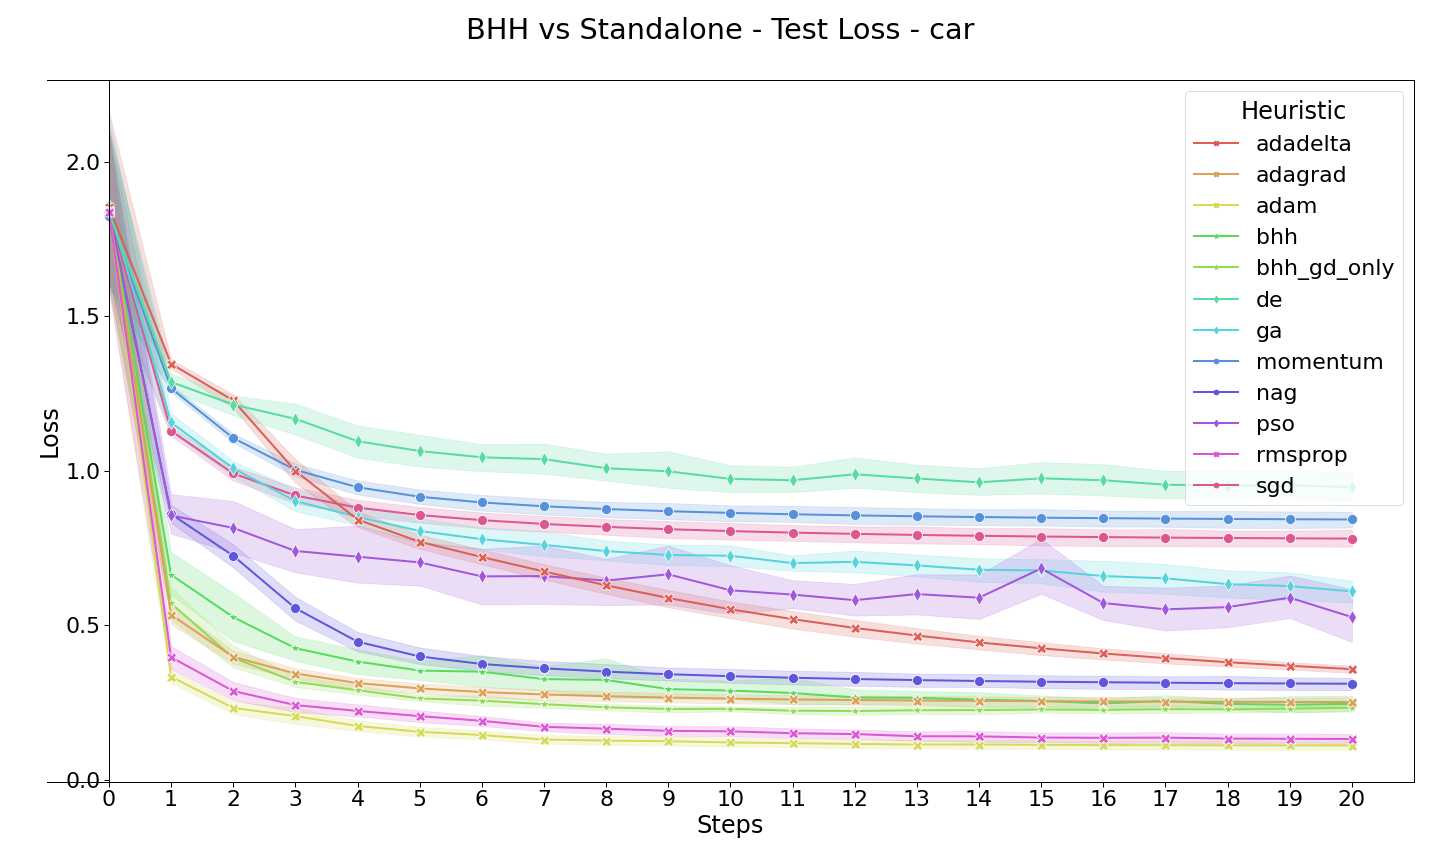 BHH vs Standalone - Test Loss - car
Heuristic
adadelta
adagrad
adam
bhh
bhh_gd_only
de
ga
momentum
nag
pso
rmsprop
sgd
Loss
2.0
1.5
1.0
0.5
0.0
0 1 2 3 4 5 6 7 8 9 10 11 12 13 14 15 16 17 18 19 20
Steps